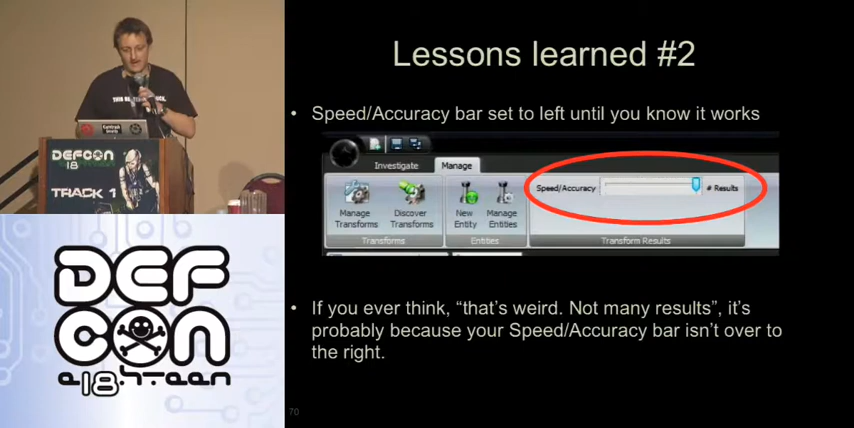 Lessons learned #2
• Speed/Accuracy bar set to left until you know it works
Investigate Manage
Speed/Accuracy # Results
Manage Transforms
Discover Transforms
New Entity
Manage Entities
Transforms Entities Transform Results
• If you ever think, “that’s weird. Not many results”, it’s
probably because your Speed/Accuracy bar isn’t over to
the right.
70
DEFCON
18
TRACK 1
DEF
CON
e18hteen